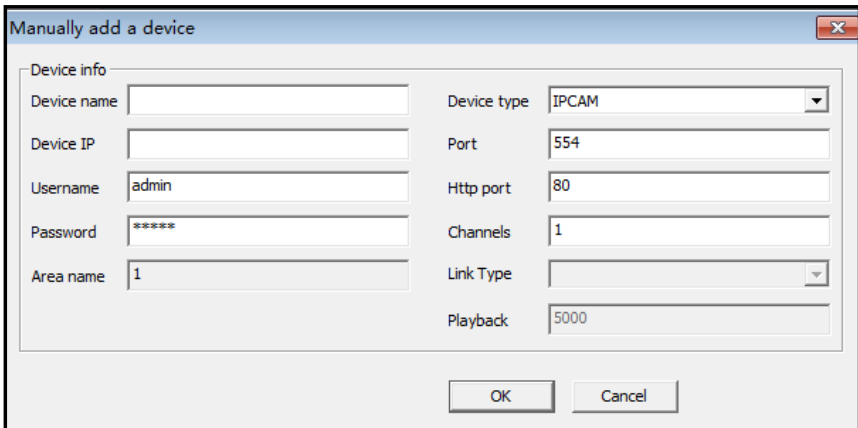 Manually add a device
Device info
Device name
Device type IPCAM
Device IP
Port 554
Username admin
Http port 80
Password *****
Channels 1
Area name 1
Link Type
Playback 5000
OK Cancel